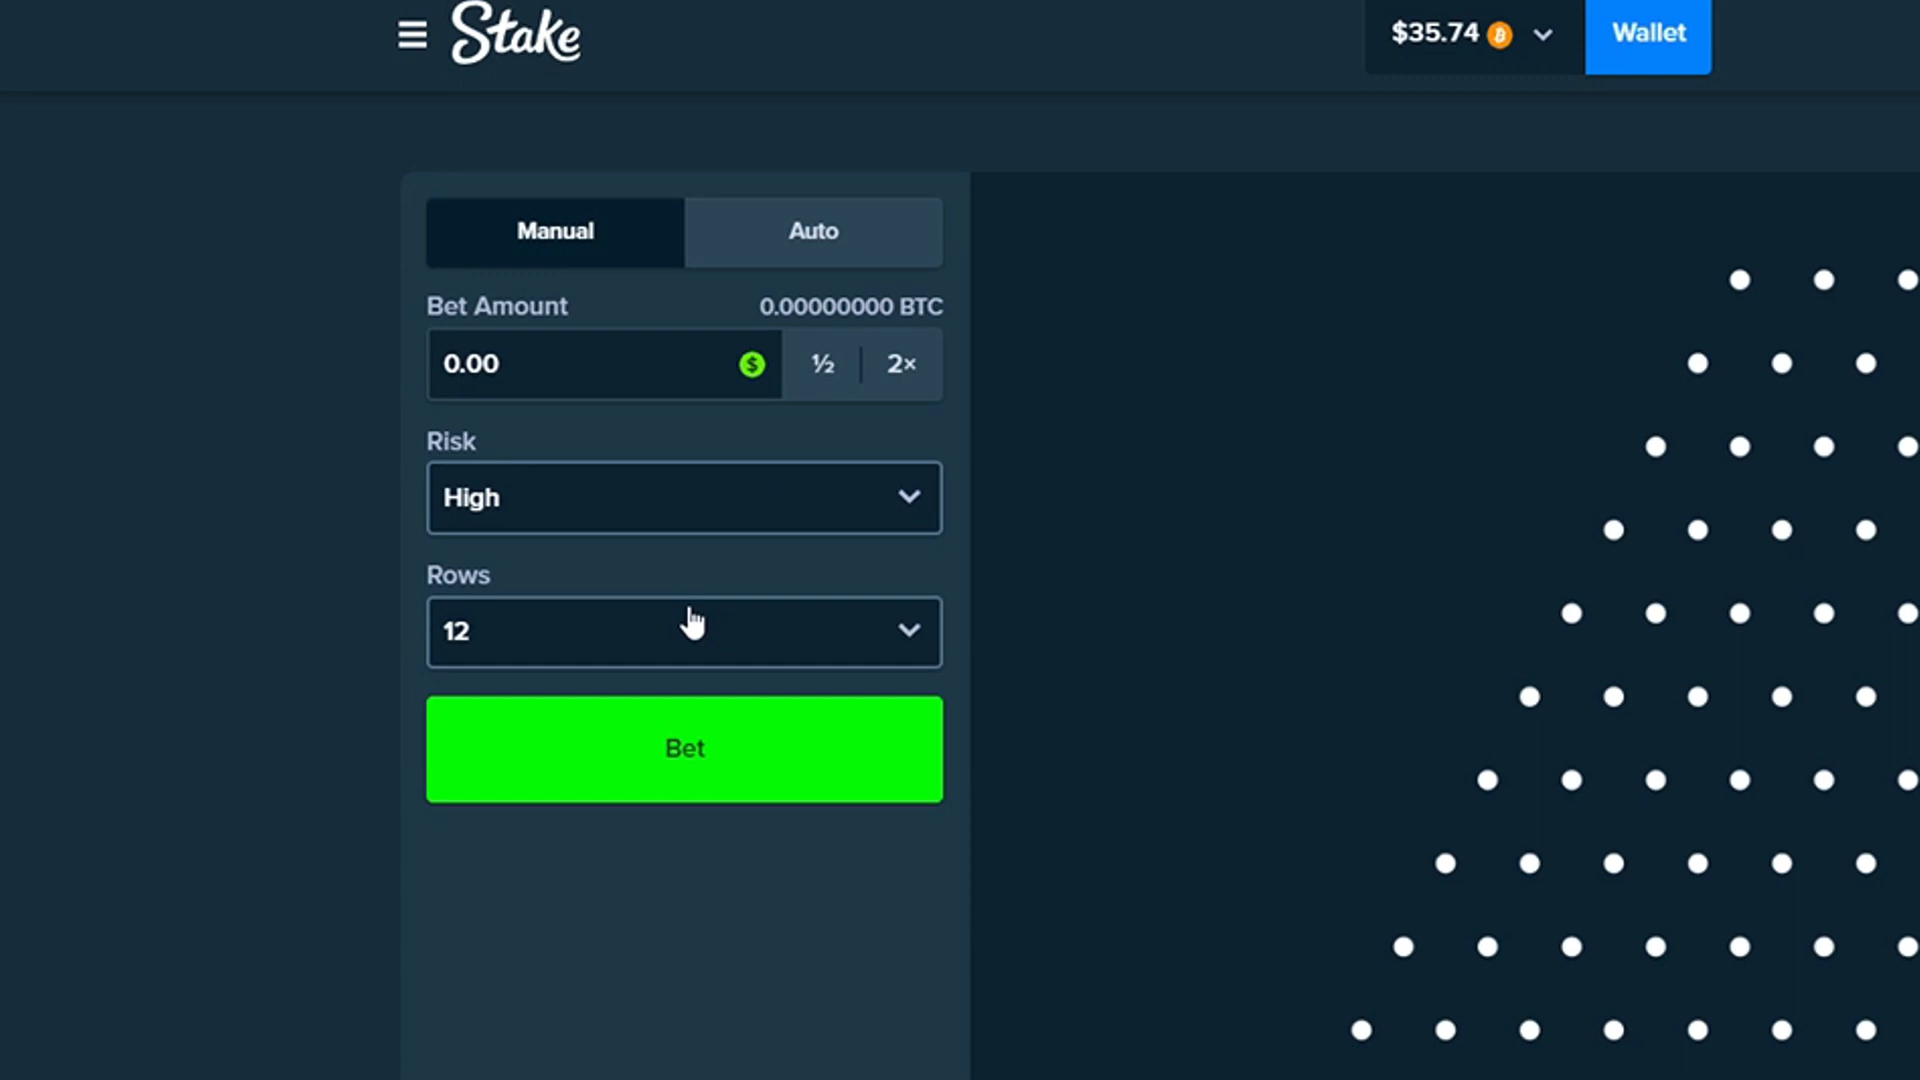 Stake
$35.74
Wallet
Manual
Auto
Bet Amount
0.00000000 BTC
0.00
$
½
2×
Risk
High
Rows
12
Bet